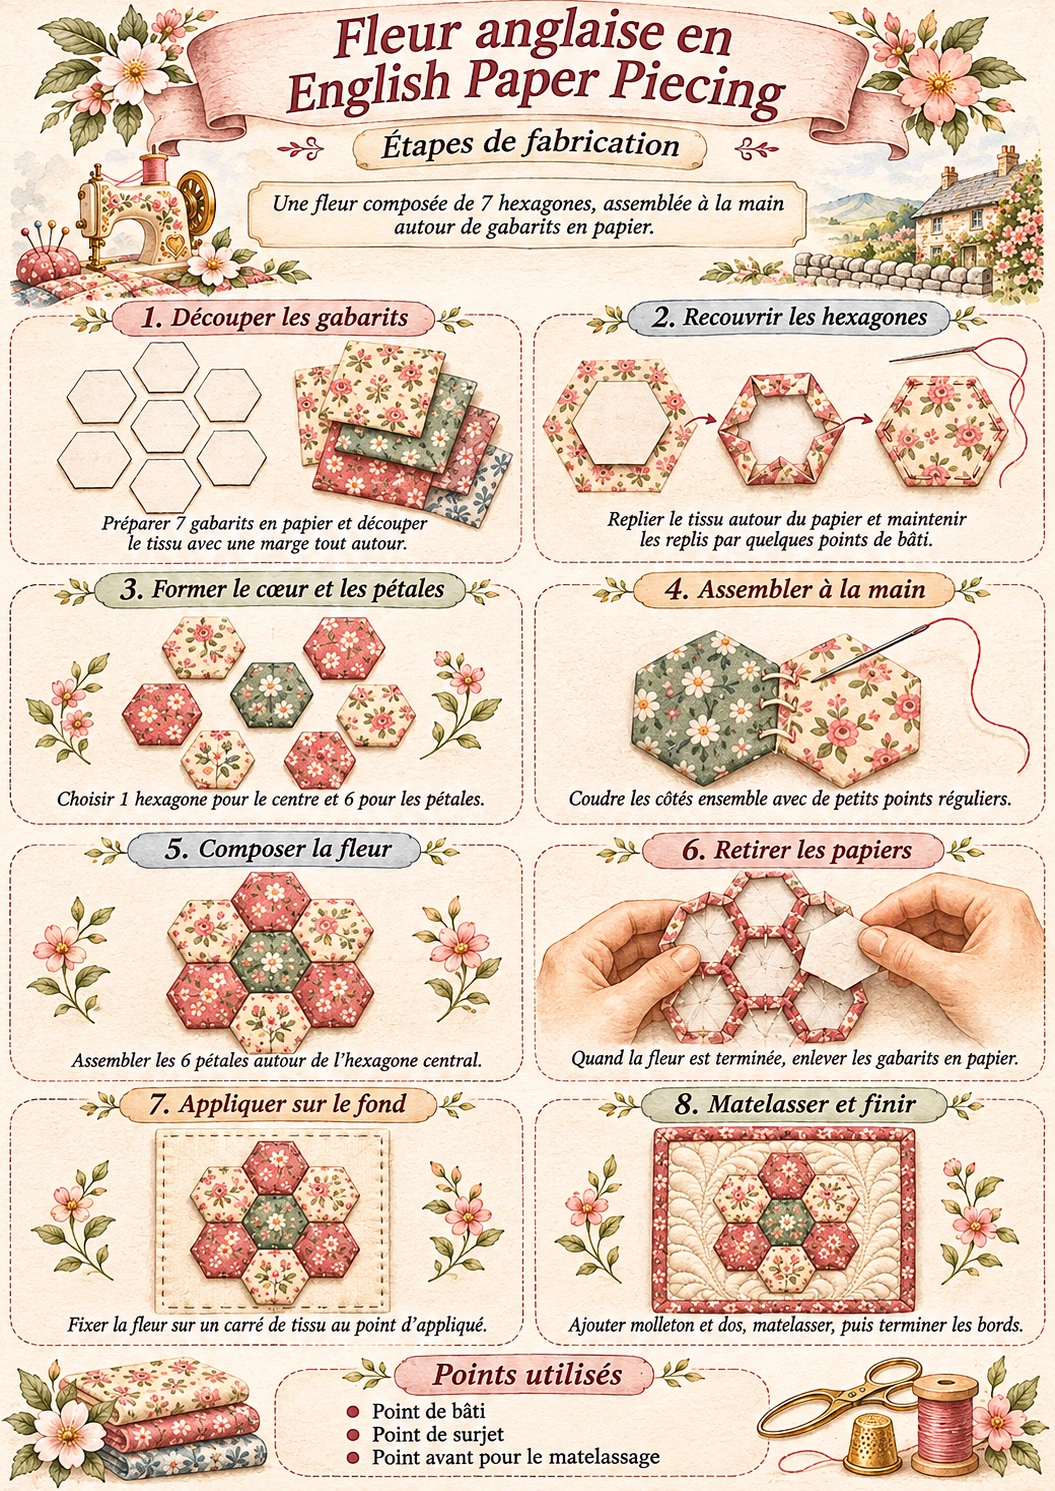 Fleur anglaise en
English Paper Piecing
Étapes de fabrication
Une fleur composée de 7 hexagones, assemblée à la main
autour de gabarits en papier.
1. Découper les gabarits
Préparer 7 gabarits en papier et découper
le tissu avec une marge tout autour.
2. Recouvrir les hexagones
Replier le tissu autour du papier et maintenir
les replis par quelques points de bâti.
3. Former le cœur et les pétales
Choisir 1 hexagone pour le centre et 6 pour les pétales.
4. Assembler à la main
Coudre les côtés ensemble avec de petits points réguliers.
5. Composer la fleur
Assembler les 6 pétales autour de l'hexagone central.
6. Retirer les papiers
Quand la fleur est terminée, enlever les gabarits en papier.
7. Appliquer sur le fond
Fixer la fleur sur un carré de tissu au point d'appliqué.
8. Matelasser et finir
Ajouter molleton et dos, matelasser, puis terminer les bords.
Points utilisés
Point de bâti
Point de surjet
Point avant pour le matelassage